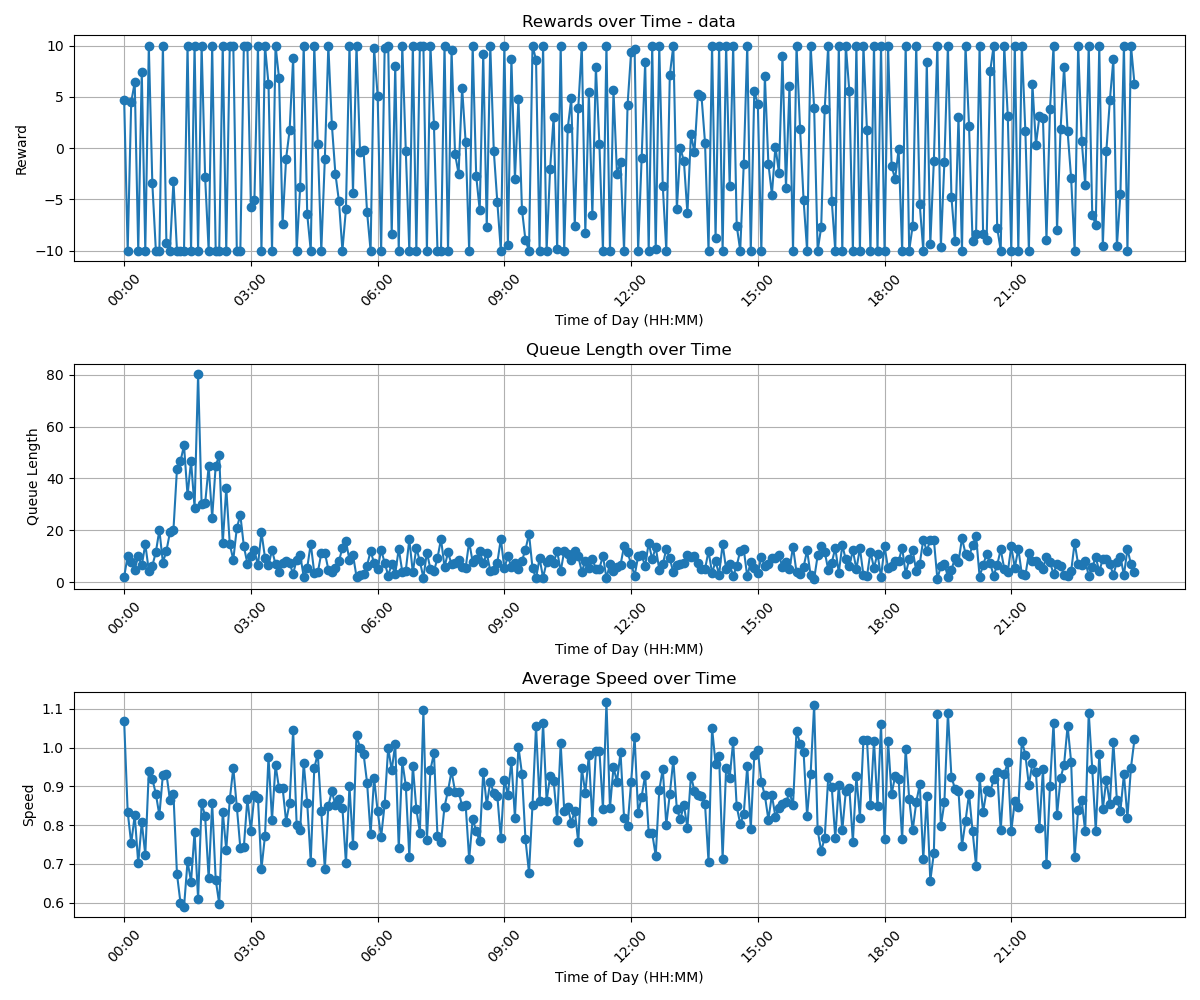 Rewards over Time - data
Reward
10
5
0
−5
−10
00:00 03:00 06:00 09:00 12:00 15:00 18:00 21:00
Time of Day (HH:MM)
Queue Length over Time
Queue Length
80
60
40
20
0
00:00 03:00 06:00 09:00 12:00 15:00 18:00 21:00
Time of Day (HH:MM)
Average Speed over Time
Speed
1.1
1.0
0.9
0.8
0.7
0.6
00:00 03:00 06:00 09:00 12:00 15:00 18:00 21:00
Time of Day (HH:MM)